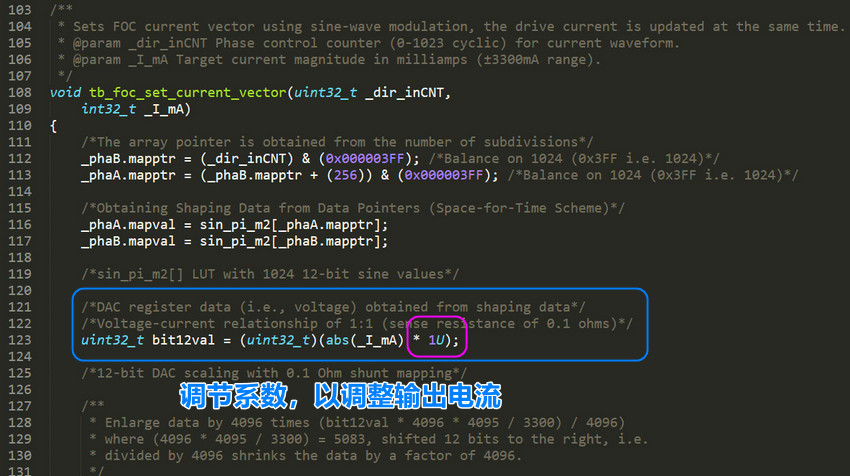 103 /**
104  * Sets FOC current vector using sine-wave modulation, the drive current is updated at the same time.
105  * @param _dir_inCNT Phase control counter (0-1023 cyclic) for current waveform.
106  * @param _I_mA Target current magnitude in milliamps (±3300mA range).
107  */
108 void tb_foc_set_current_vector(uint32_t _dir_inCNT,
109     int32_t _I_mA)
110 {
111     /*The array pointer is obtained from the number of subdivisions*/
112     _phaB.mapptr = (_dir_inCNT) & (0x000003FF); /*Balance on 1024 (0x3FF i.e. 1024)*/
113     _phaA.mapptr = (_phaB.mapptr + (256)) & (0x000003FF); /*Balance on 1024 (0x3FF i.e. 1024)*/
114
115     /*Obtaining Shaping Data from Data Pointers (Space-for-Time Scheme)*/
116     _phaA.mapval = sin_pi_m2[_phaA.mapptr];
117     _phaB.mapval = sin_pi_m2[_phaB.mapptr];
118
119     /*sin_pi_m2[] LUT with 1024 12-bit sine values*/
120
121     /*DAC register data (i.e., voltage) obtained from shaping data*/
122     /*Voltage-current relationship of 1:1 (sense resistance of 0.1 ohms)*/
123     uint32_t bit12val = (uint32_t)(abs(_I_mA) * 1U);
124
125     /*12-bit DAC scaling with 0.1 Ohm shunt mapping*/
126
调节系数，以调整输出电流
127     /**
128      * Enlarge data by 4096 times (bit12val * 4096 * 4095 / 3300) / 4096)
129      * where (4096 * 4095 / 3300) = 5083, shifted 12 bits to the right, i.e.
130      * divided by 4096 shrinks the data by a factor of 4096.
131      */